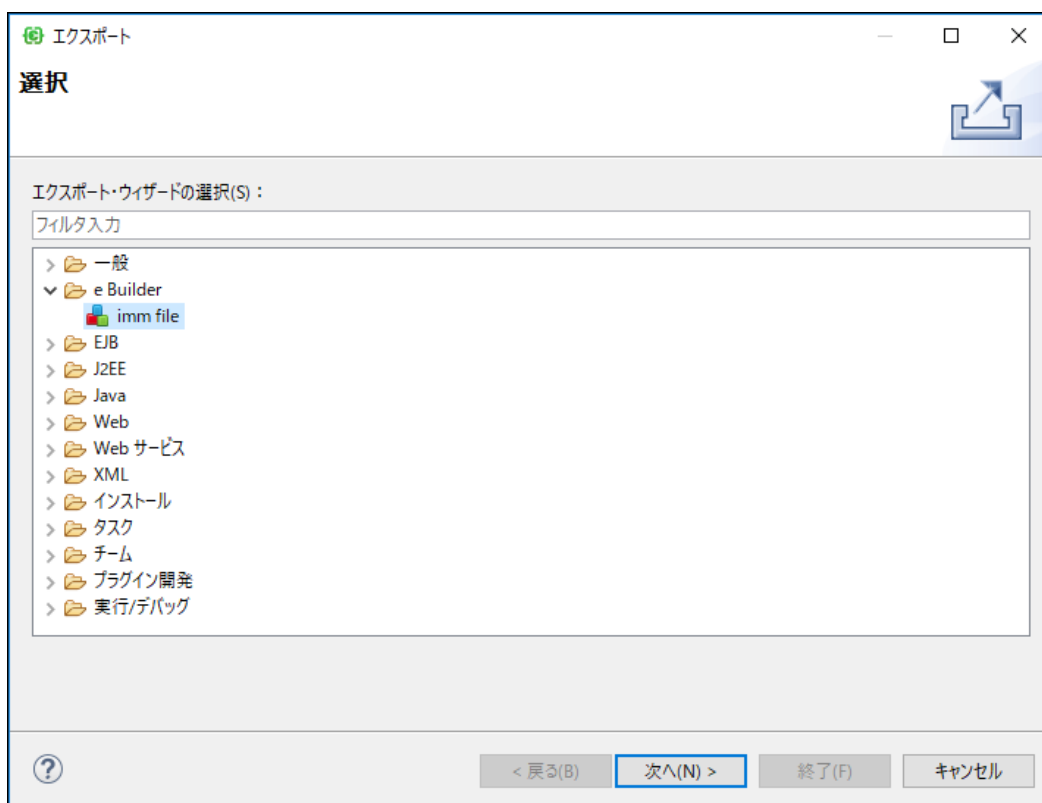 エクスポート
選択
エクスポート・ウィザードの選択(S)：
フィルタ入力
一般
e Builder
imm file
EJB
J2EE
Java
Web
Web サービス
XML
インストール
タスク
チーム
プラグイン開発
実行/デバッグ
< 戻る(B) 次へ(N) > 終了(F) キャンセル